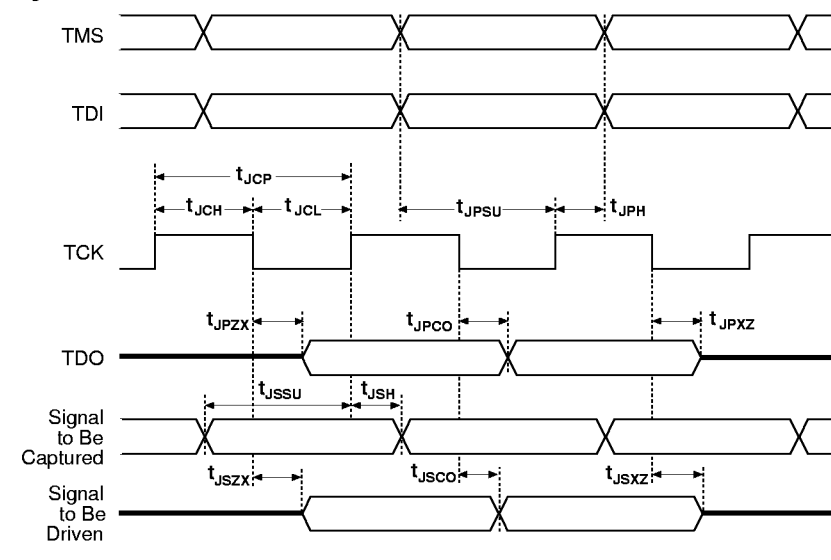 TMS
TDI
tJCP
tJCH tJCL tJPSU tJPH
TCK
tJPZX tJPCO tJPXZ
TDO
tJSSU tJSH
Signal
to Be
Captured
tJSZX tJSCO tJSXZ
Signal
to Be
Driven